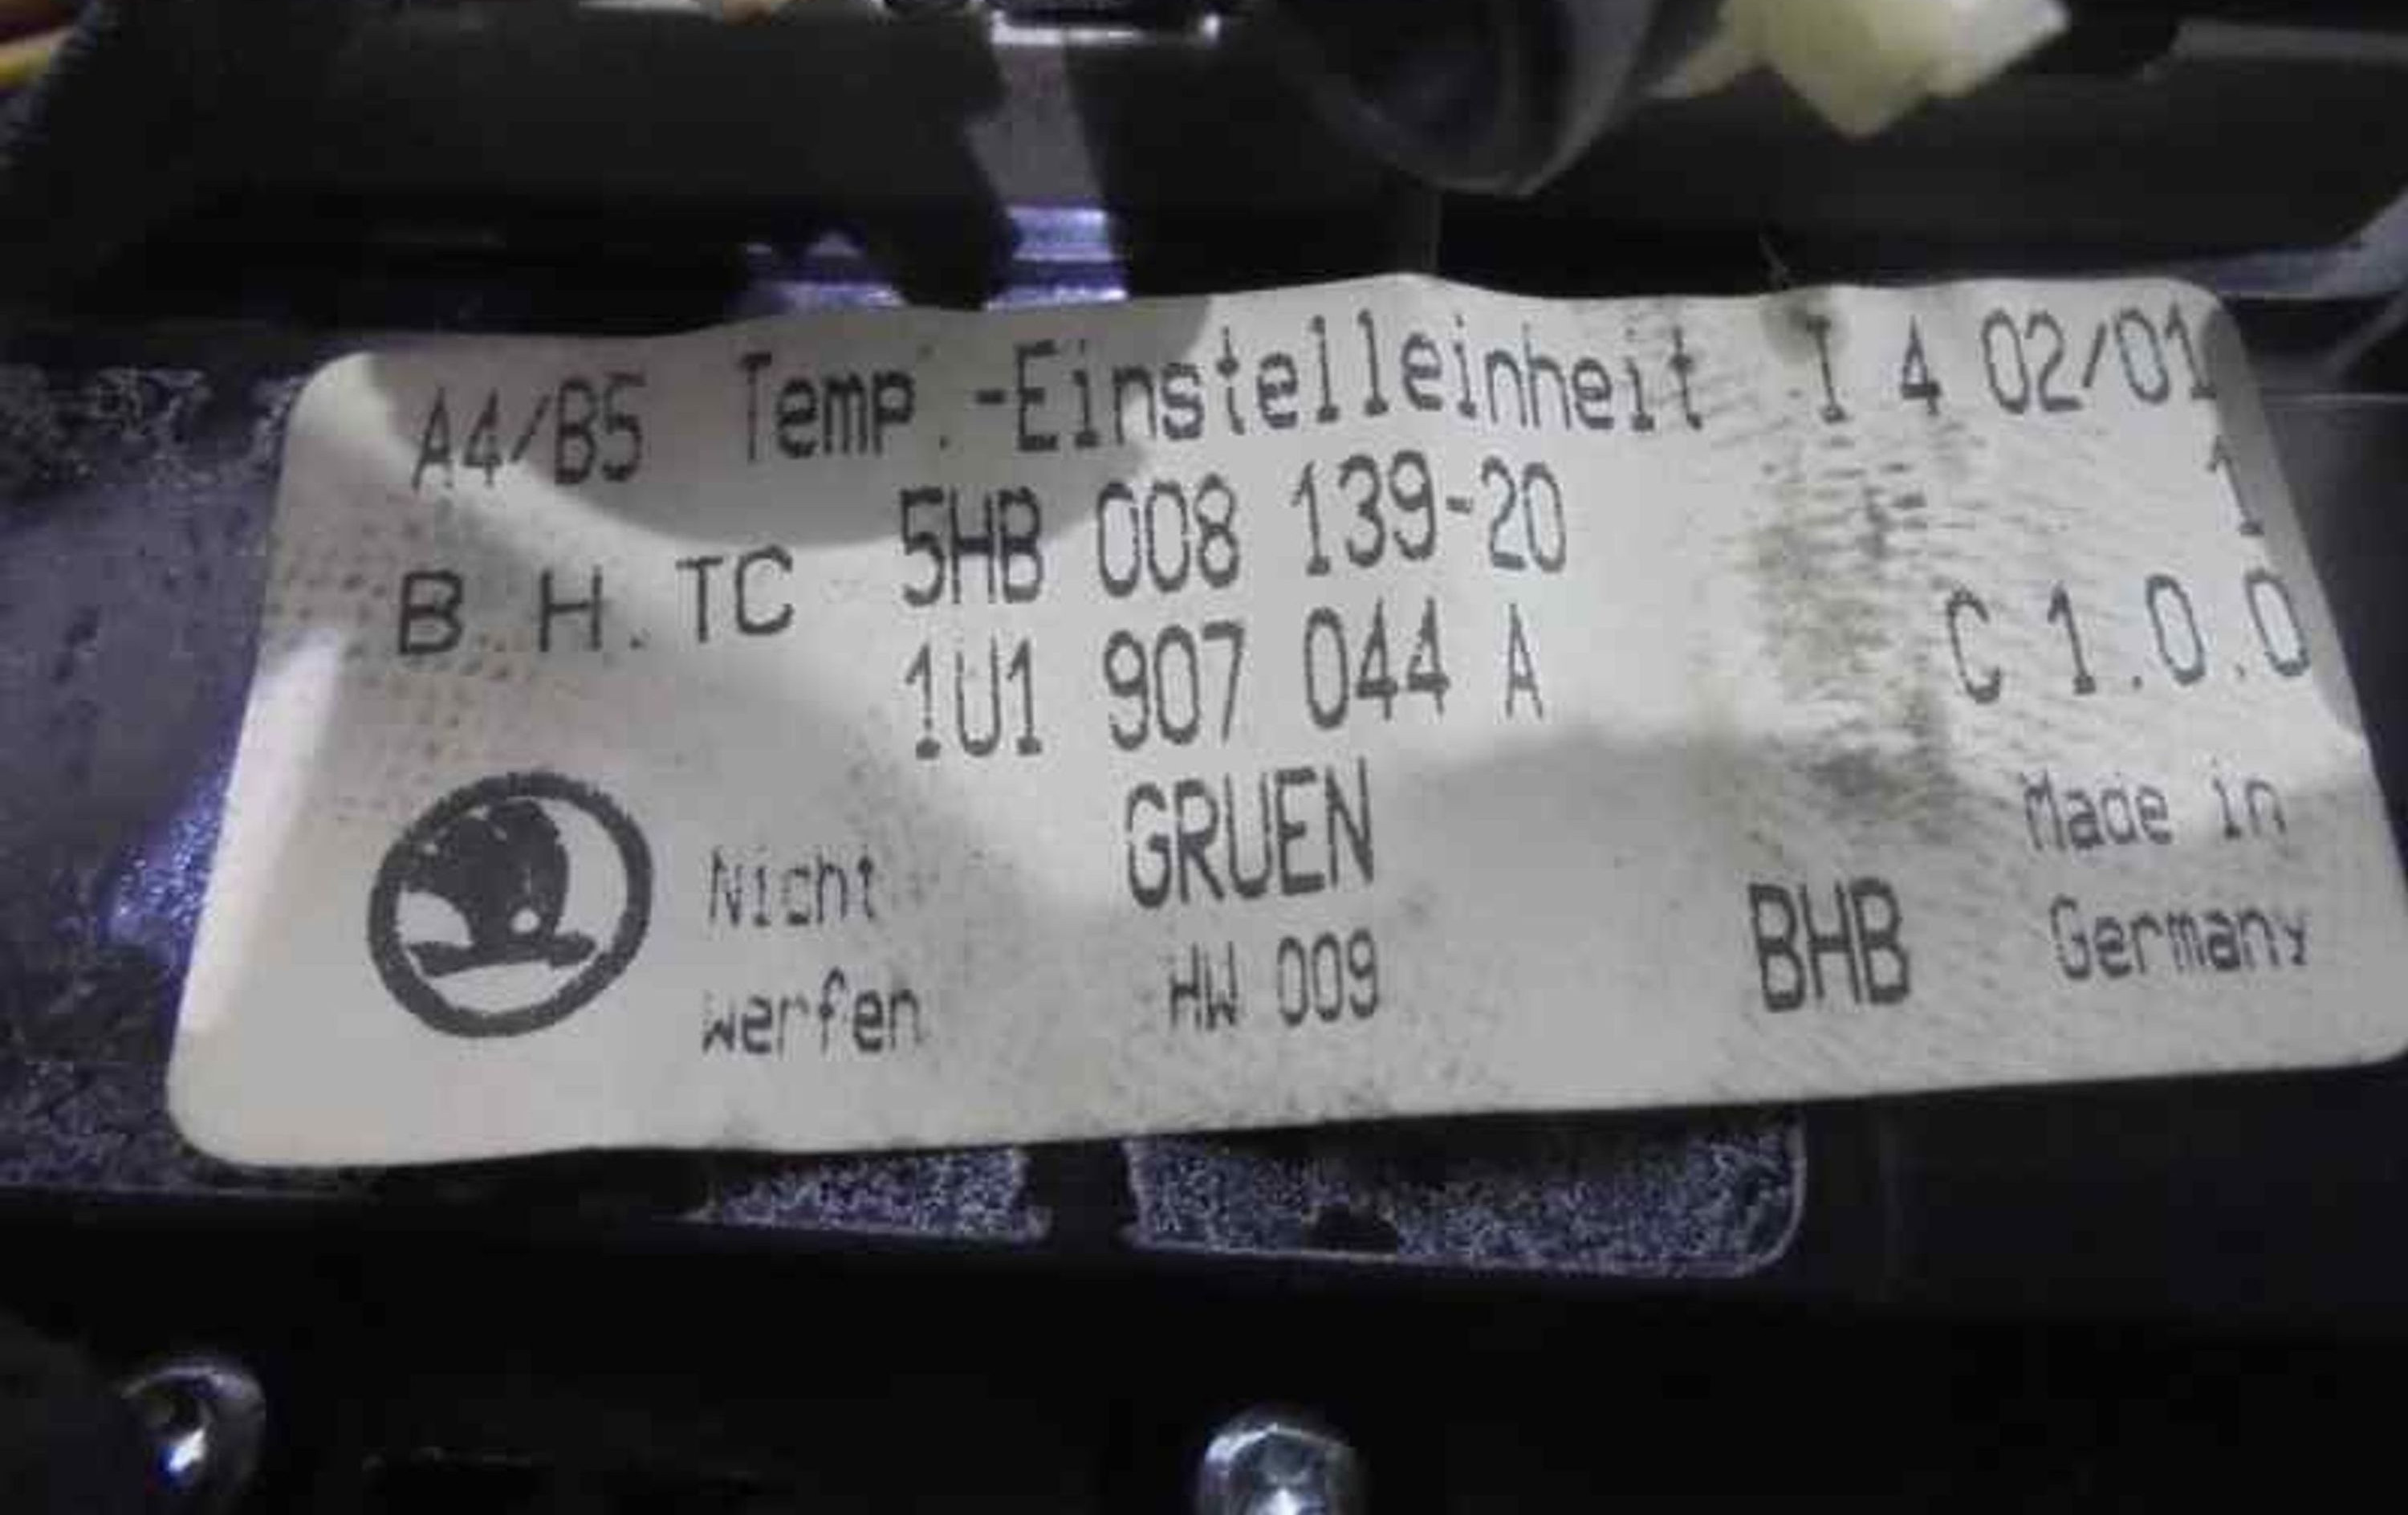 A4/B5 Temp.-Einstelleinheit I 4 02/01
1
B.H.TC 5HB 008 139-20
1U1 907 044 A C 1.0.0
GRUEN Made in
Nicht BHB Germany
werfen HW 009